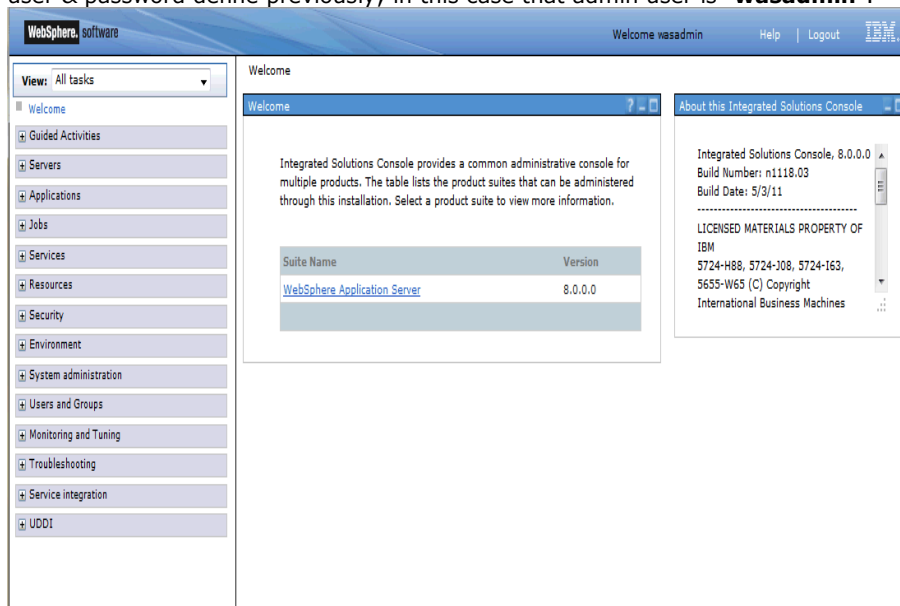 user & password define previously, in this case that admin user is "wasadmin".
WebSphere. software
Welcome wasadmin
Help | Logout
IBM.
View: All tasks
Welcome
Guided Activities
Servers
Applications
Jobs
Services
Resources
Security
Environment
System administration
Users and Groups
Monitoring and Tuning
Troubleshooting
Service integration
UDDI
Welcome
Welcome
Integrated Solutions Console provides a common administrative console for
multiple products. The table lists the product suites that can be administered
through this installation. Select a product suite to view more information.
Suite Name Version
WebSphere Application Server 8.0.0.0
About this Integrated Solutions Console
Integrated Solutions Console, 8.0.0.0
Build Number: n1118.03
Build Date: 5/3/11
--------------------------------------
LICENSED MATERIALS PROPERTY OF
IBM
5724-H88, 5724-J08, 5724-I63,
5655-W65 (C) Copyright
International Business Machines